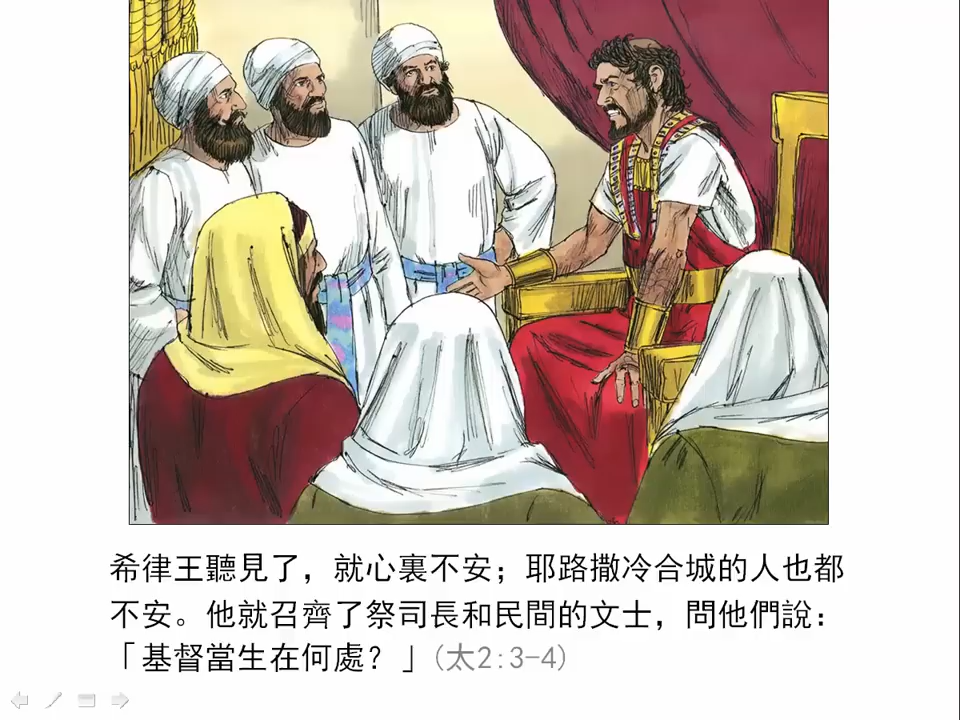 希律王聽見了，就心裏不安；耶路撒冷合城的人也都
不安。他就召齊了祭司長和民間的文士，問他們說：
「基督當生在何處？」(太2:3-4)